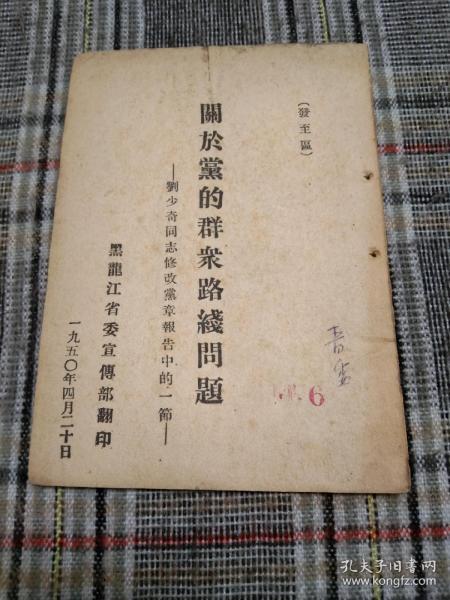 （發至區）
關於黨的群衆路綫問題
——劉少奇同志修改黨章報告中的一節——
黑龍江省委宣傳部翻印
一九五〇年四月二十日
6
孔夫子旧书网
www.kongfz.com